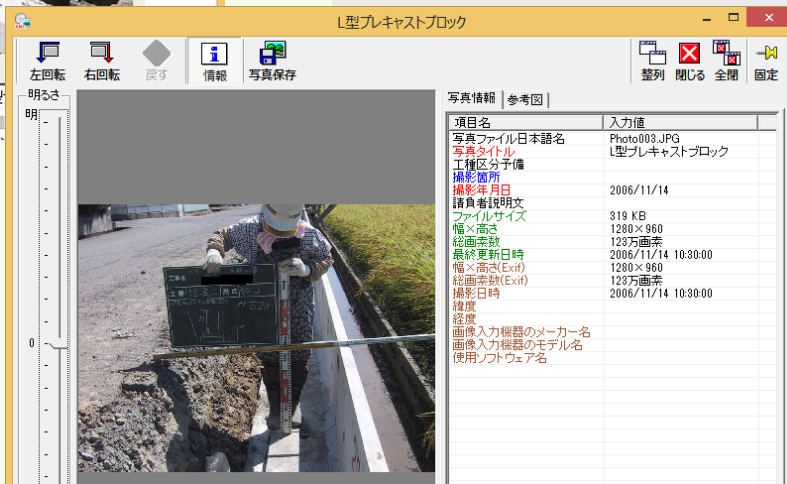 L型プレキャストブロック
左回転 右回転 戻す 情報 写真保存 整列 閉じる 全閉 固定
明るさ
明
0
写真情報 参考図
項目名 入力値
写真ファイル日本語名 Photo003.JPG
写真タイトル L型プレキャストブロック
工種区分予備
撮影箇所
撮影年月日 2006/11/14
請負者説明文
ファイルサイズ 319 KB
幅×高さ 1280×960
総画素数 123万画素
最終更新日時 2006/11/14 10:30:00
幅×高さ(Exif) 1280×960
総画素数(Exif) 123万画素
撮影日時 2006/11/14 10:30:00
緯度
経度
画像入力機器のメーカー名
画像入力機器のモデル名
使用ソフトウェア名
工事名
工種